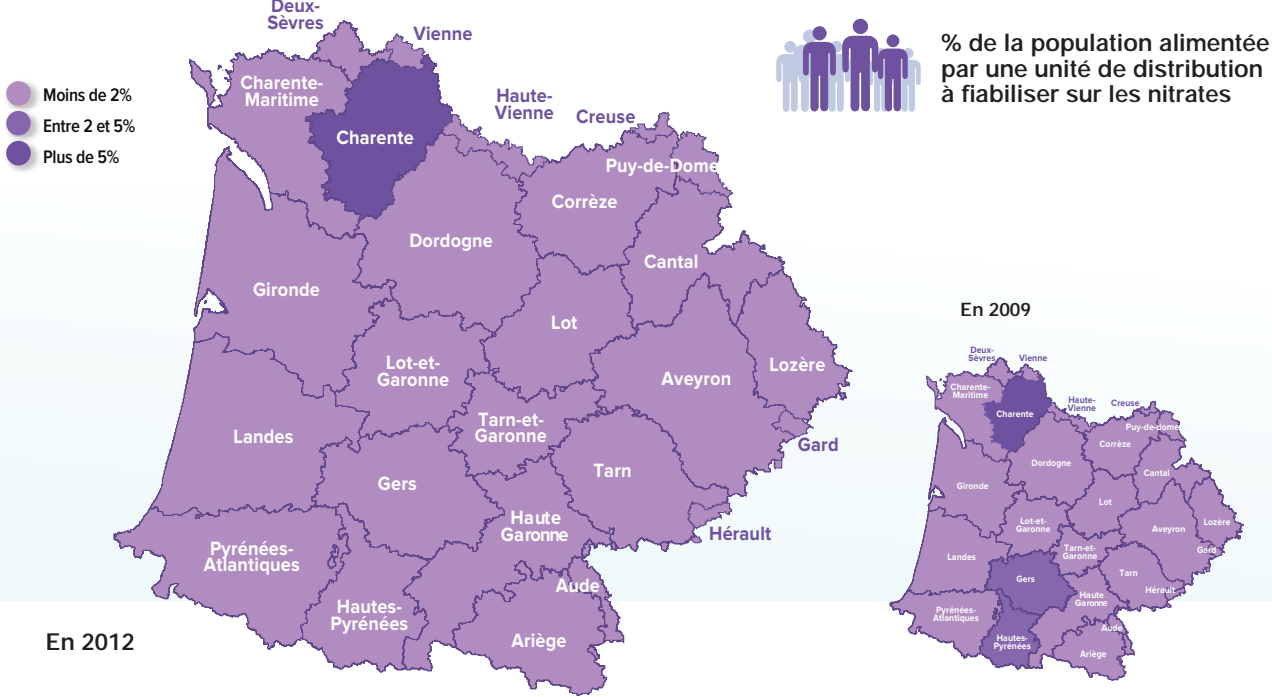 % de la population alimentée
par une unité de distribution
à fiabiliser sur les nitrates
Moins de 2%
Entre 2 et 5%
Plus de 5%
Deux-
Sèvres
Vienne
Charente-
Maritime
Charente
Haute-
Vienne
Creuse
Puy-de-Dome
Corrèze
Dordogne
Cantal
Gironde
Lot
Lot-et-
Garonne
Aveyron
Lozère
Landes
Tarn-et-
Garonne
Gard
Gers
Tarn
Haute
Garonne
Hérault
Pyrénées-
Atlantiques
Aude
Hautes-
Pyrénées
Ariège
En 2012
En 2009
Deux-
Sèvres
Vienne
Charente-
Maritime
Charente
Haute-
Vienne
Creuse
Puy-de-dome
Corrèze
Dordogne
Cantal
Gironde
Lot
Lot-et-
Garonne
Aveyron
Lozère
Landes
Tarn-et-
Garonne
Gard
Gers
Tarn
Haute
Garonne
Hérault
Pyrénées-
Atlantiques
Aude
Hautes-
Pyrénées
Ariège